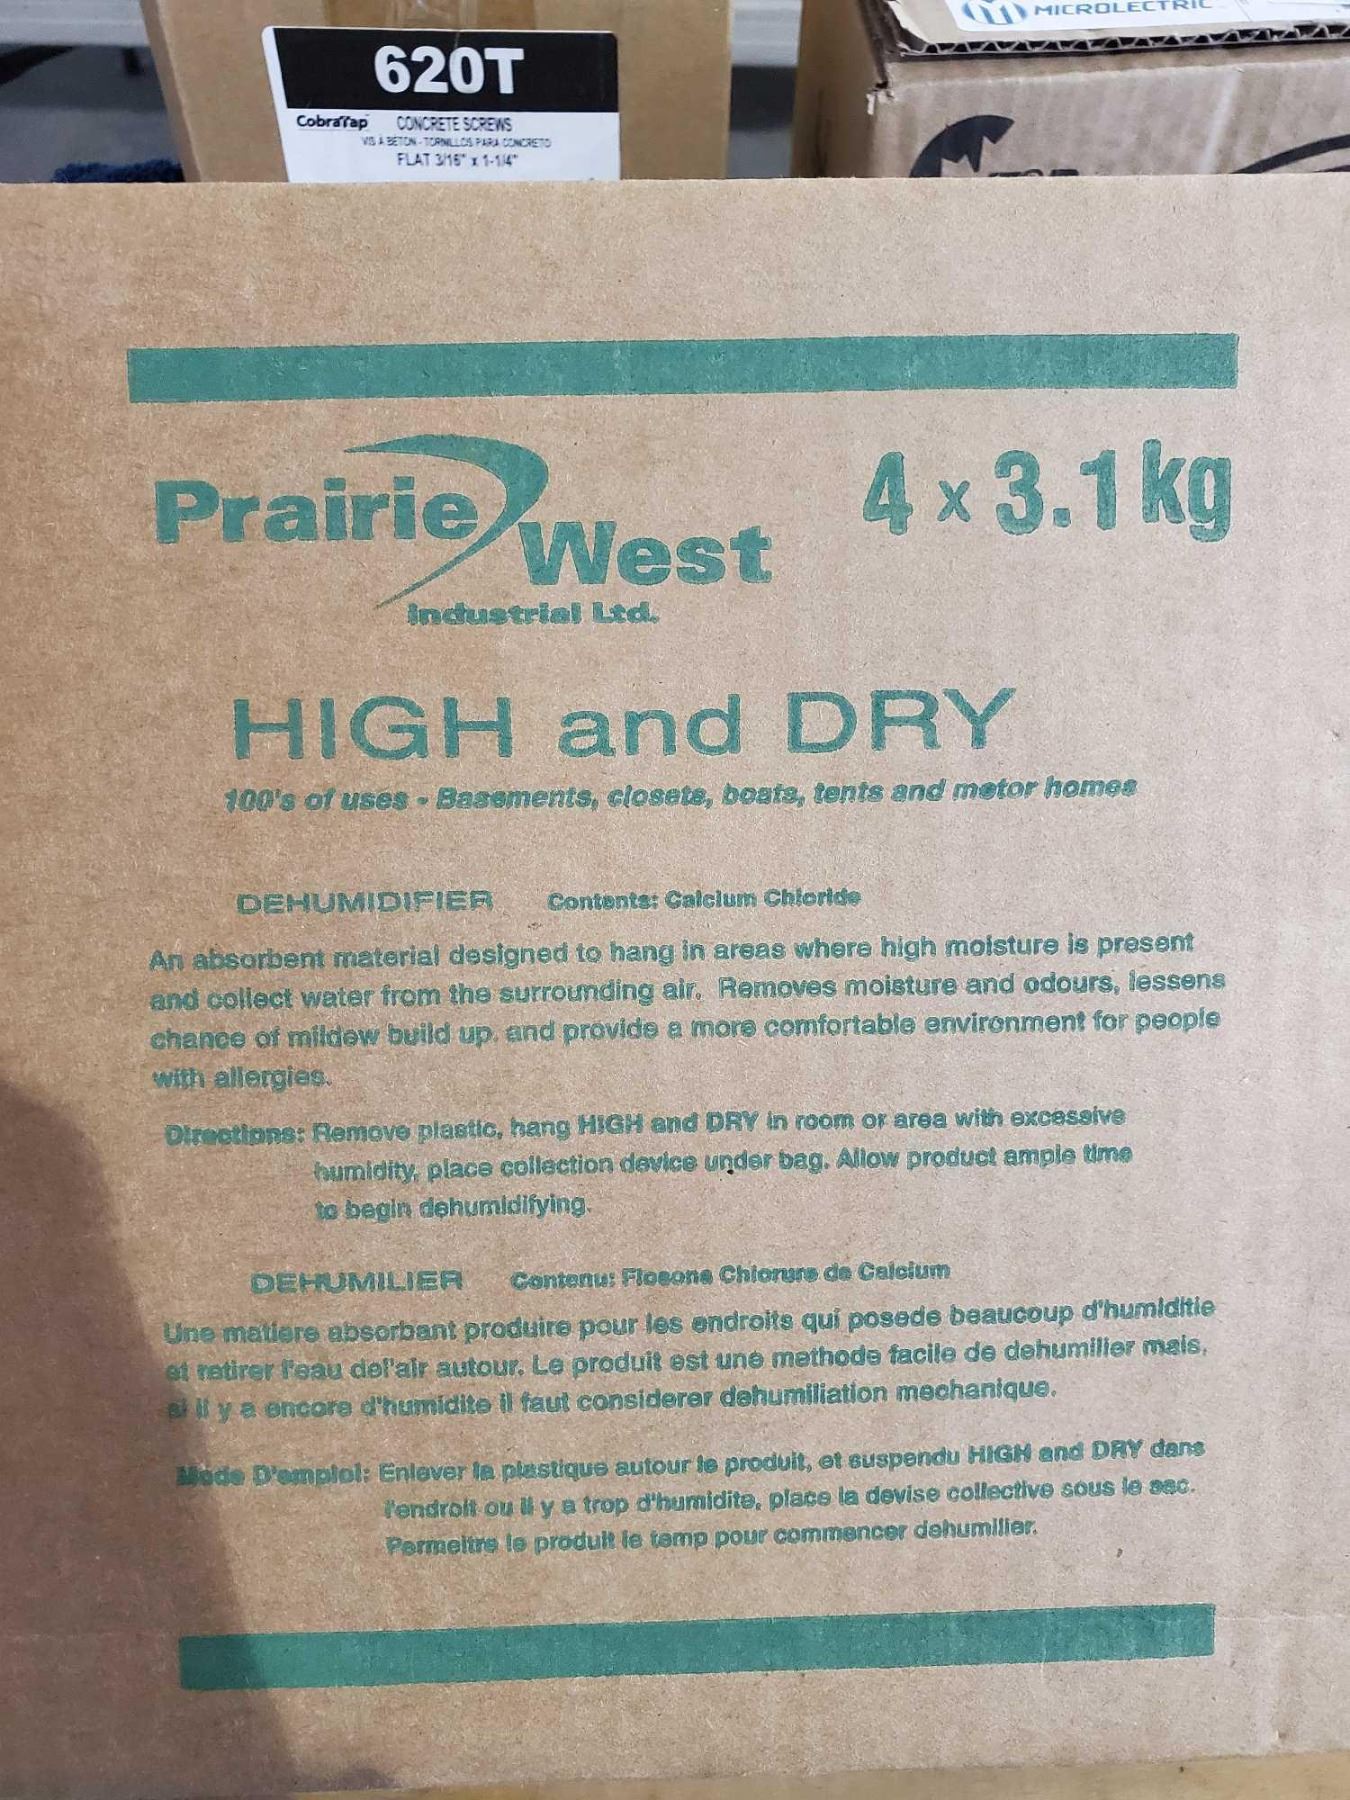 MICROLECTRIC
620T
CobraTap CONCRETE SCREWS
VIS À BÉTON - TORNILLOS PARA CONCRETO
FLAT 3/16" x 1-1/4"
Prairie West
Industrial Ltd.
4 x 3.1 kg
HIGH and DRY
100's of uses - Basements, closets, boats, tents and motor homes
DEHUMIDIFIER Contents: Calcium Chloride
An absorbent material designed to hang in areas where high moisture is present
and collect water from the surrounding air. Removes moisture and odours, lessens
chance of mildew build up, and provide a more comfortable environment for people
with allergies.
Directions: Remove plastic, hang HIGH and DRY in room or area with excessive
humidity, place collection device under bag. Allow product ample time
to begin dehumidifying.
DEHUMILIER Contenu: Flosons Chlorure de Calcium
Une matiere absorbant produire pour les endroits qui posede beaucoup d'humiditie
et retirer l'eau del'air autour. Le produit est une methode facile de dehumilier mais,
si il y a encore d'humidite il faut considerer dehumiliation mechanique.
Mode D'emploi: Enlever la plastique autour le produit, et suspendu HIGH and DRY dans
l'endroit ou il y a trop d'humidite, place la devise collective sous le sac.
Permeltre le produit le temp pour commencer dehumilier.